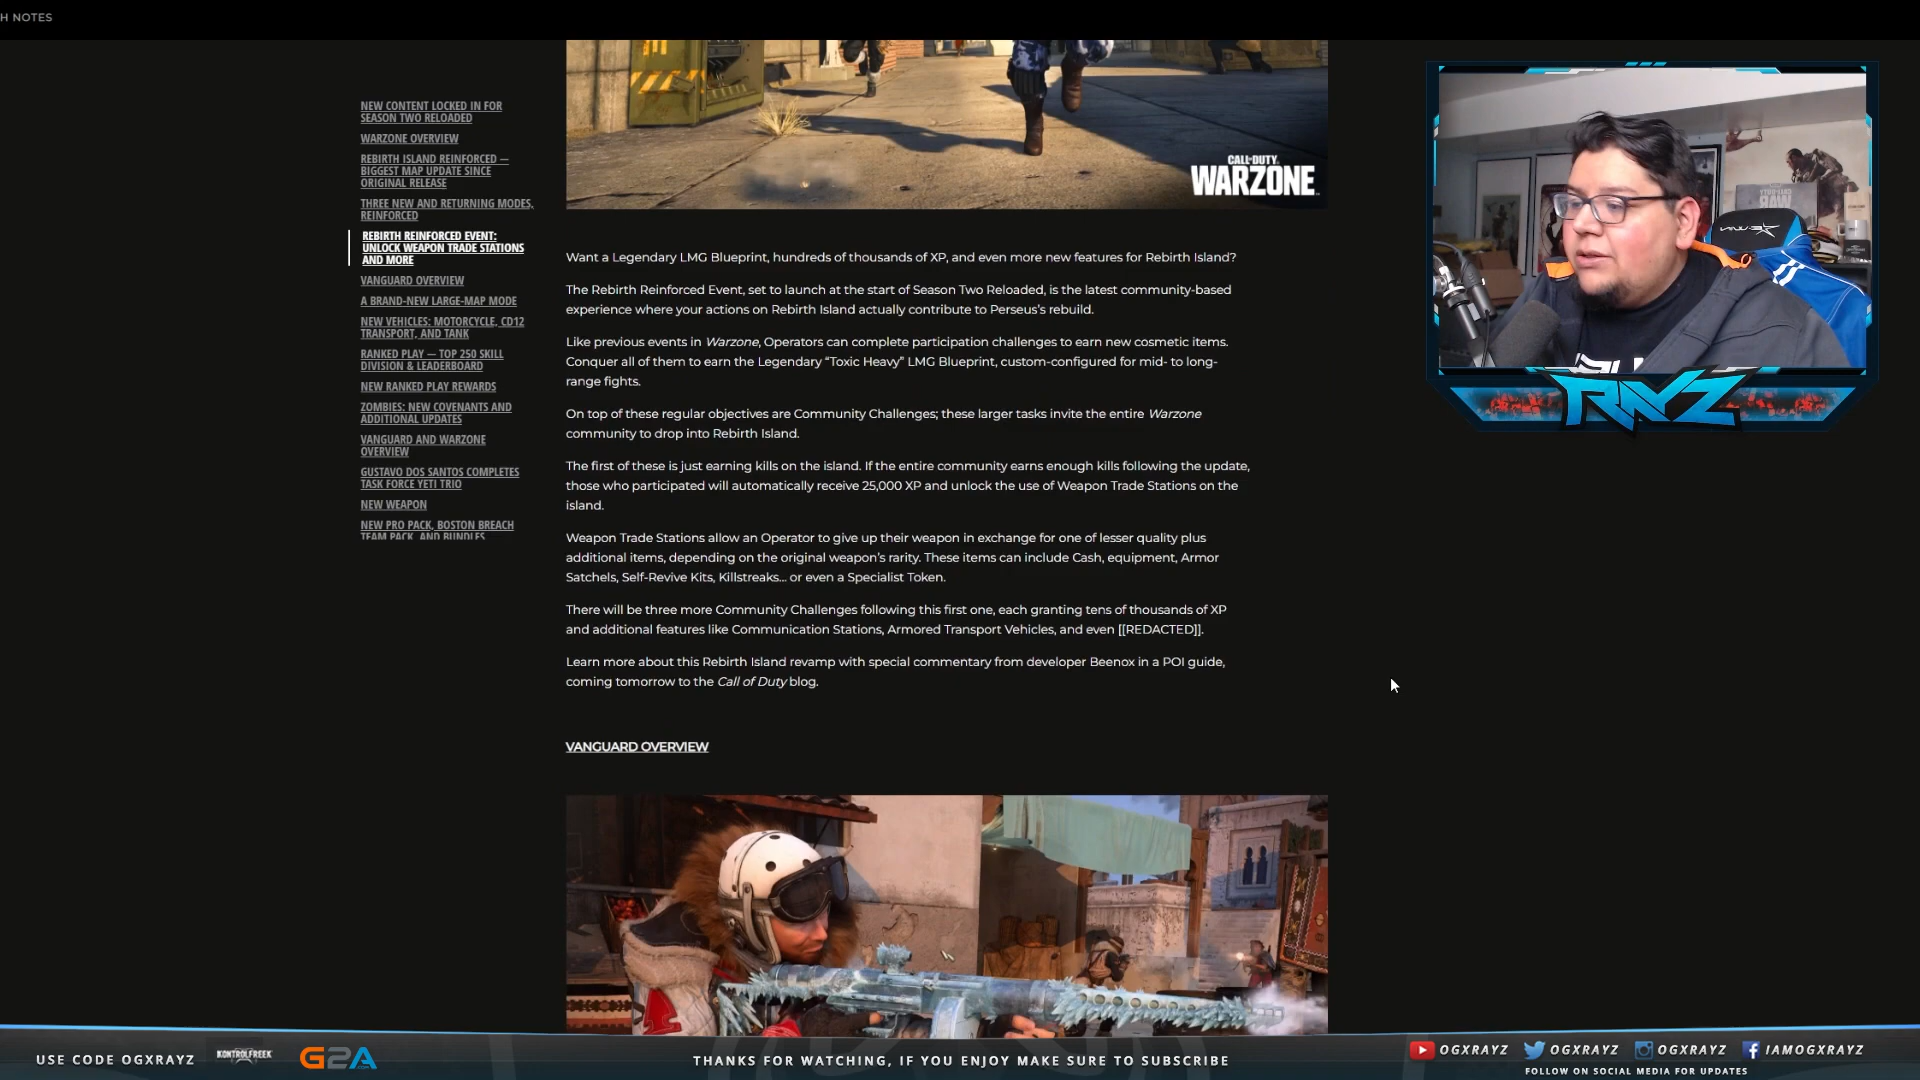 H NOTES
NEW CONTENT LOCKED IN FOR
SEASON TWO RELOADED
WARZONE OVERVIEW
REBIRTH ISLAND REINFORCED —
BIGGEST MAP UPDATE SINCE
ORIGINAL RELEASE
THREE NEW AND RETURNING MODES,
REINFORCED
REBIRTH REINFORCED EVENT:
UNLOCK WEAPON TRADE STATIONS
AND MORE
VANGUARD OVERVIEW
A BRAND-NEW LARGE-MAP MODE
NEW VEHICLES: MOTORCYCLE, CD12
TRANSPORT, AND TANK
RANKED PLAY — TOP 250 SKILL
DIVISION & LEADERBOARD
NEW RANKED PLAY REWARDS
ZOMBIES: NEW COVENANTS AND
ADDITIONAL UPDATES
VANGUARD AND WARZONE
OVERVIEW
GUSTAVO DOS SANTOS COMPLETES
TASK FORCE YETI TRIO
NEW WEAPON
NEW PRO PACK, BOSTON BREACH
TEAM PACK, AND BUNDLES
CALL OF DUTY
WARZONE
Want a Legendary LMG Blueprint, hundreds of thousands of XP, and even more new features for Rebirth Island?
The Rebirth Reinforced Event, set to launch at the start of Season Two Reloaded, is the latest community-based
experience where your actions on Rebirth Island actually contribute to Perseus's rebuild.
Like previous events in Warzone, Operators can complete participation challenges to earn new cosmetic items.
Conquer all of them to earn the Legendary “Toxic Heavy” LMG Blueprint, custom-configured for mid- to long-
range fights.
On top of these regular objectives are Community Challenges; these larger tasks invite the entire Warzone
community to drop into Rebirth Island.
The first of these is just earning kills on the island. If the entire community earns enough kills following the update,
those who participated will automatically receive 25,000 XP and unlock the use of Weapon Trade Stations on the
island.
Weapon Trade Stations allow an Operator to give up their weapon in exchange for one of lesser quality plus
additional items, depending on the original weapon's rarity. These items can include Cash, equipment, Armor
Satchels, Self-Revive Kits, Killstreaks... or even a Specialist Token.
There will be three more Community Challenges following this first one, each granting tens of thousands of XP
and additional features like Communication Stations, Armored Transport Vehicles, and even [[REDACTED]].
Learn more about this Rebirth Island revamp with special commentary from developer Beenox in a POI guide,
coming tomorrow to the Call of Duty blog.
VANGUARD OVERVIEW
RAYZ
USE CODE OGXRAYZ
KONTROLFREEK
G2A
THANKS FOR WATCHING, IF YOU ENJOY MAKE SURE TO SUBSCRIBE
OGXRAYZ
OGXRAYZ
OGXRAYZ
IAMOGXRAYZ
FOLLOW ON SOCIAL MEDIA FOR UPDATES